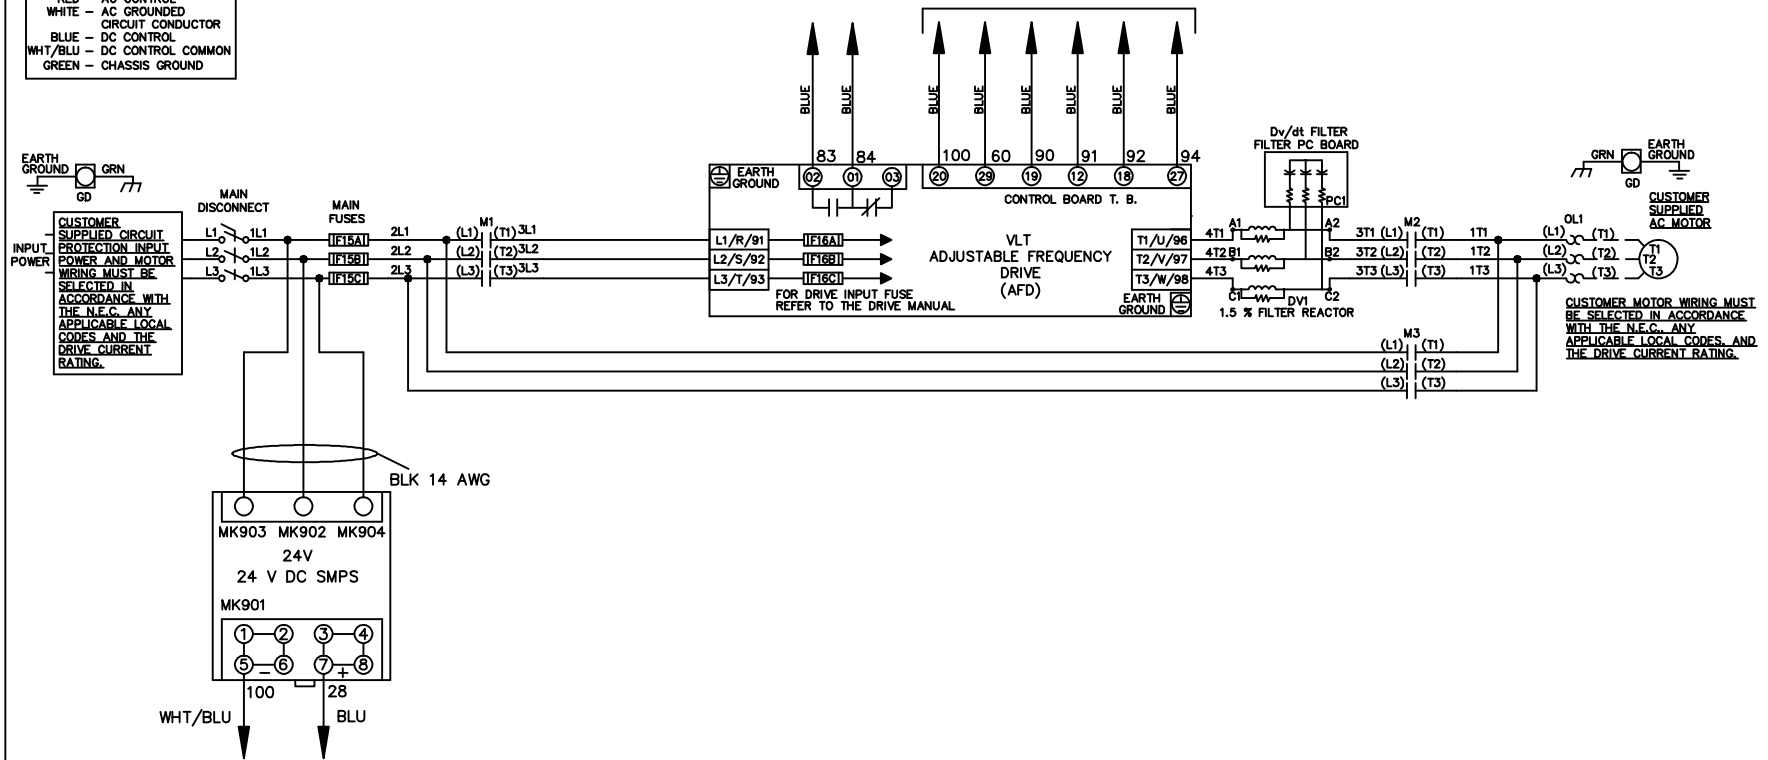 RED – AC CONTROL
WHITE – AC GROUNDED
CIRCUIT CONDUCTOR
BLUE – DC CONTROL
WHT/BLU – DC CONTROL COMMON
GREEN – CHASSIS GROUND
BLUE
BLUE
BLUE
BLUE
BLUE
BLUE
BLUE
BLUE
83
84
100
60
90
91
92
94
02
01
03
20
29
19
12
18
27
EARTH
GROUND
CONTROL BOARD T. B.
EARTH
GROUND
GRN
GD
Dv/dt FILTER
FILTER PC BOARD
PC1
GRN
EARTH
GROUND
GD
MAIN
DISCONNECT
MAIN
FUSES
INPUT
POWER
CUSTOMER
SUPPLIED CIRCUIT
PROTECTION INPUT
POWER AND MOTOR
WIRING MUST BE
SELECTED IN
ACCORDANCE WITH
THE N.E.C. ANY
APPLICABLE LOCAL
CODES AND THE
DRIVE CURRENT
RATING.
CUSTOMER
SUPPLIED
AC MOTOR
M1
L1 1L1 F15A 2L1 (L1) (T1) 3L1
L2 1L2 F15B 2L2 (L2) (T2) 3L2
L3 1L3 F15C 2L3 (L3) (T3) 3L3
L1/R/91 F16A
L2/S/92 F16B
L3/T/93 F16C
FOR DRIVE INPUT FUSE
REFER TO THE DRIVE MANUAL
VLT
ADJUSTABLE FREQUENCY
DRIVE
(AFD)
T1/U/96
T2/V/97
T3/W/98
EARTH
GROUND
A1 A2
4T1
4T2 B1 B2
4T3
C1 C2
DV1
1.5 % FILTER REACTOR
M2
3T1 (L1) (T1) 1T1
3T2 (L2) (T2) 1T2
3T3 (L3) (T3) 1T3
OL1
(L1) (T1)
(L2) (T2)
(L3) (T3)
T1
T2
T3
CUSTOMER MOTOR WIRING MUST
BE SELECTED IN ACCORDANCE
WITH THE N.E.C., ANY
APPLICABLE LOCAL CODES, AND
THE DRIVE CURRENT RATING.
M3
(L1) (T1)
(L2) (T2)
(L3) (T3)
BLK 14 AWG
MK903 MK902 MK904
24V
24 V DC SMPS
MK901
1 2 3 4
5 6 7 8
– +
100 28
WHT/BLU BLU